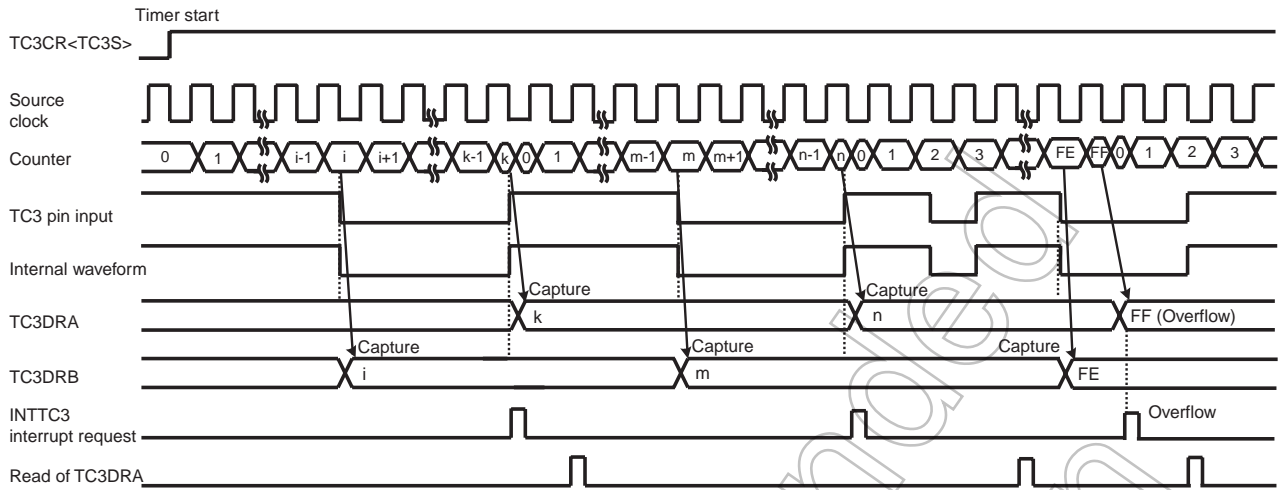 Timer start
TC3CR<TC3S>
Source
clock
Counter 0 1 i-1 i i+1 k-1 k 0 1 m-1 m m+1 n-1 n 0 1 2 3 FE FF 0 1 2 3
TC3 pin input
Internal waveform
Capture Capture
TC3DRA k n FF (Overflow)
Capture Capture Capture
TC3DRB i m FE
INTTC3 Overflow
interrupt request
Read of TC3DRA